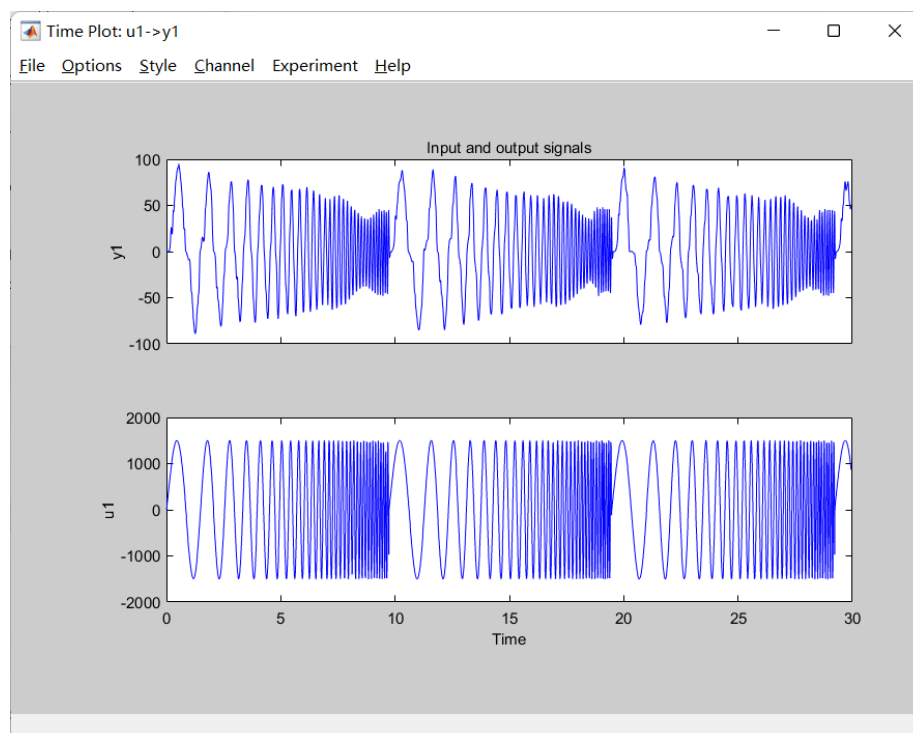 Time Plot: u1->y1
File Options Style Channel Experiment Help
Input and output signals
100
50
0
-50
-100
y1
2000
1000
0
-1000
-2000
u1
0 5 10 15 20 25 30
Time